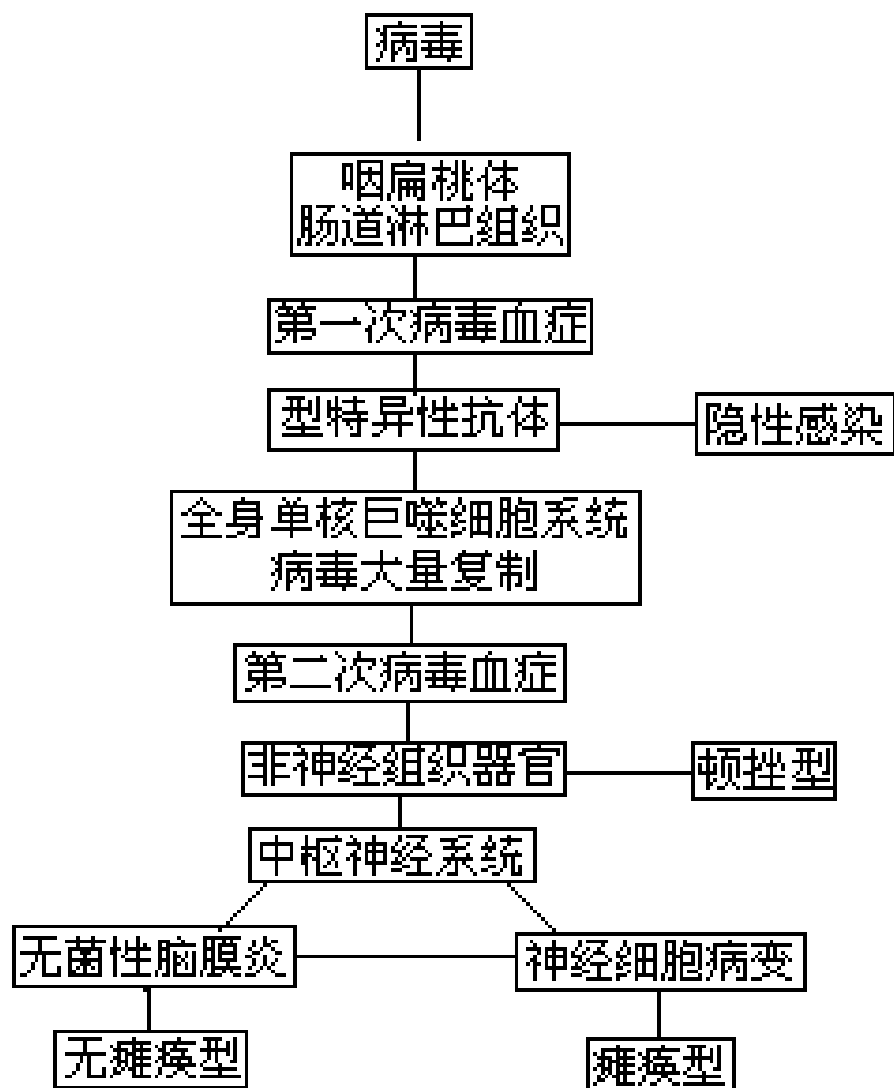 病毒
咽扁桃体
肠道淋巴组织
第一次病毒血症
型特异性抗体
隐性感染
全身单核巨噬细胞系统
病毒大量复制
第二次病毒血症
非神经组织器官
顿挫型
中枢神经系统
无菌性脑膜炎
神经细胞病变
无瘫痪型
瘫痪型